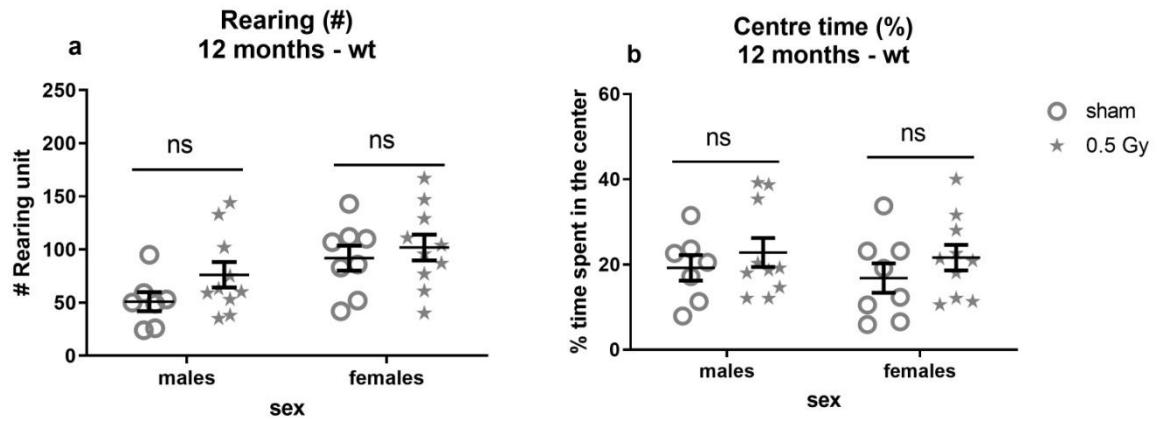 a
Rearing (#)
12 months - wt
# Rearing unit
250
200
150
100
50
0
ns
ns
males
females
sex
b
Centre time (%)
12 months - wt
% time spent in the center
60
40
20
0
ns
ns
males
females
sex
sham
0.5 Gy